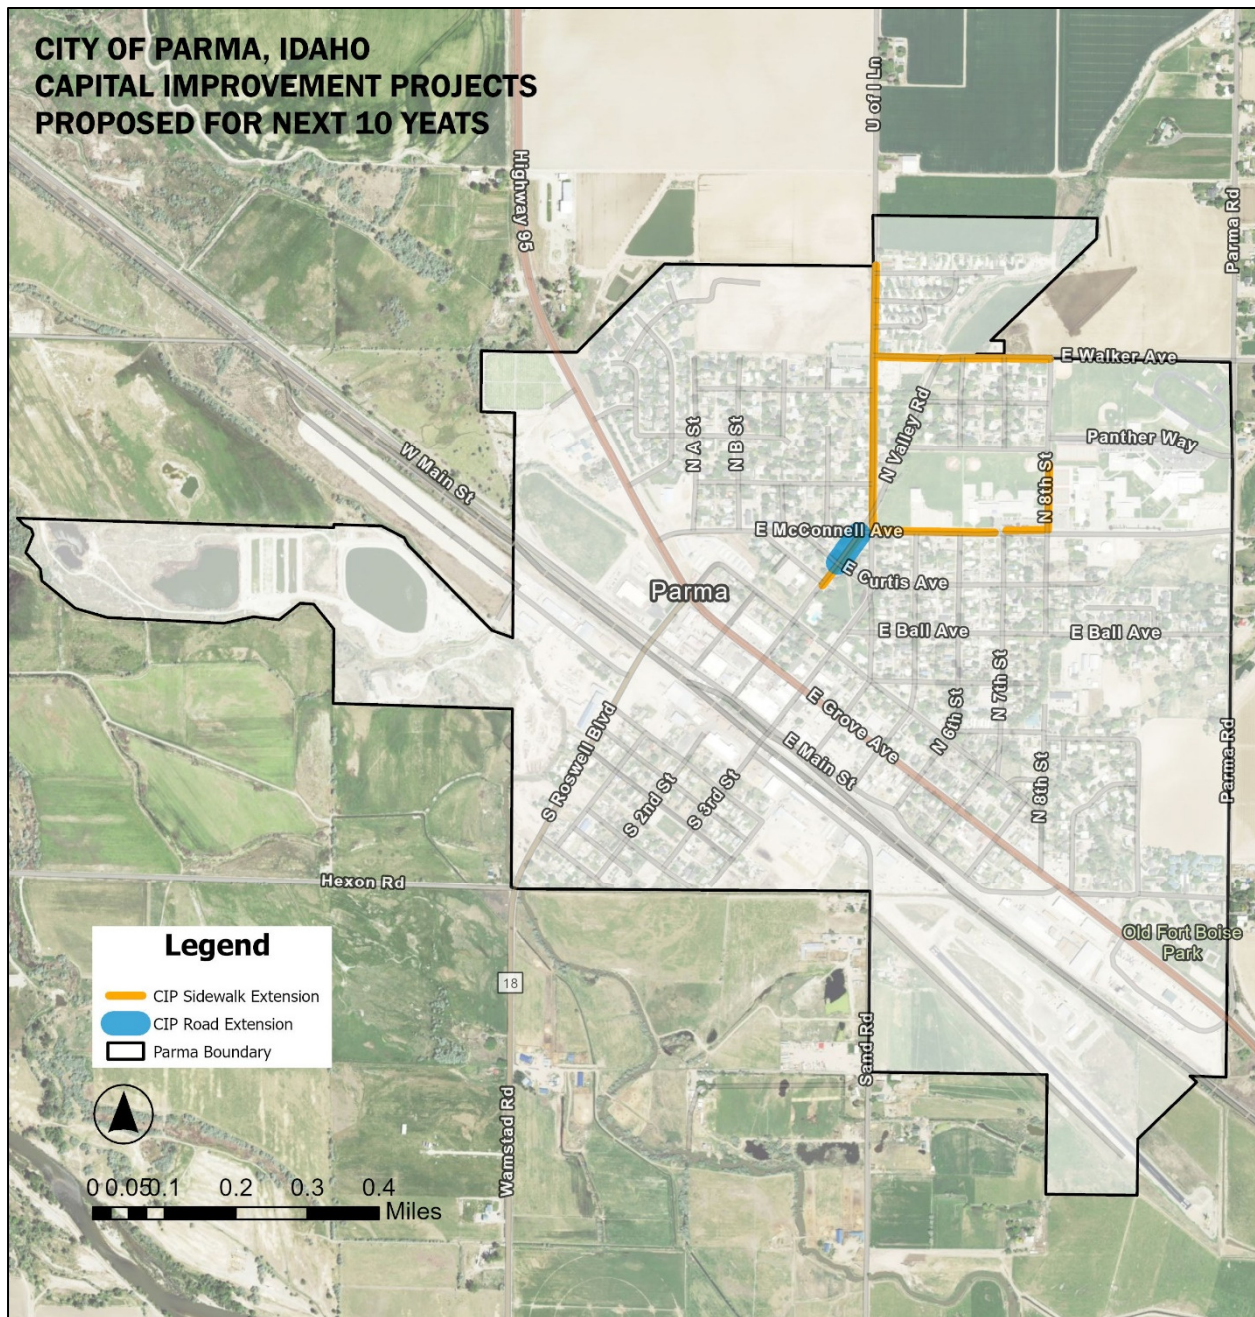 CITY OF PARMA, IDAHO
CAPITAL IMPROVEMENT PROJECTS
PROPOSED FOR NEXT 10 YEATS
U of I Ln
Highway 95
Parma Rd
E Walker Ave
N Valley Rd
N A St
N B St
Panther Way
W Main St
N 8th St
E McConnell Ave
E Curtis Ave
Parma
E Ball Ave
E Ball Ave
N 7th St
N 6th St
E Grove Ave
E Main St
S Roswell Blvd
S 2nd St
S 3rd St
N 8th St
Parma Rd
Hexon Rd
Old Fort Boise
Park
18
Sand Rd
Wamstad Rd
Legend
CIP Sidewalk Extension
CIP Road Extension
Parma Boundary
0 0.05 0.1 0.2 0.3 0.4
Miles